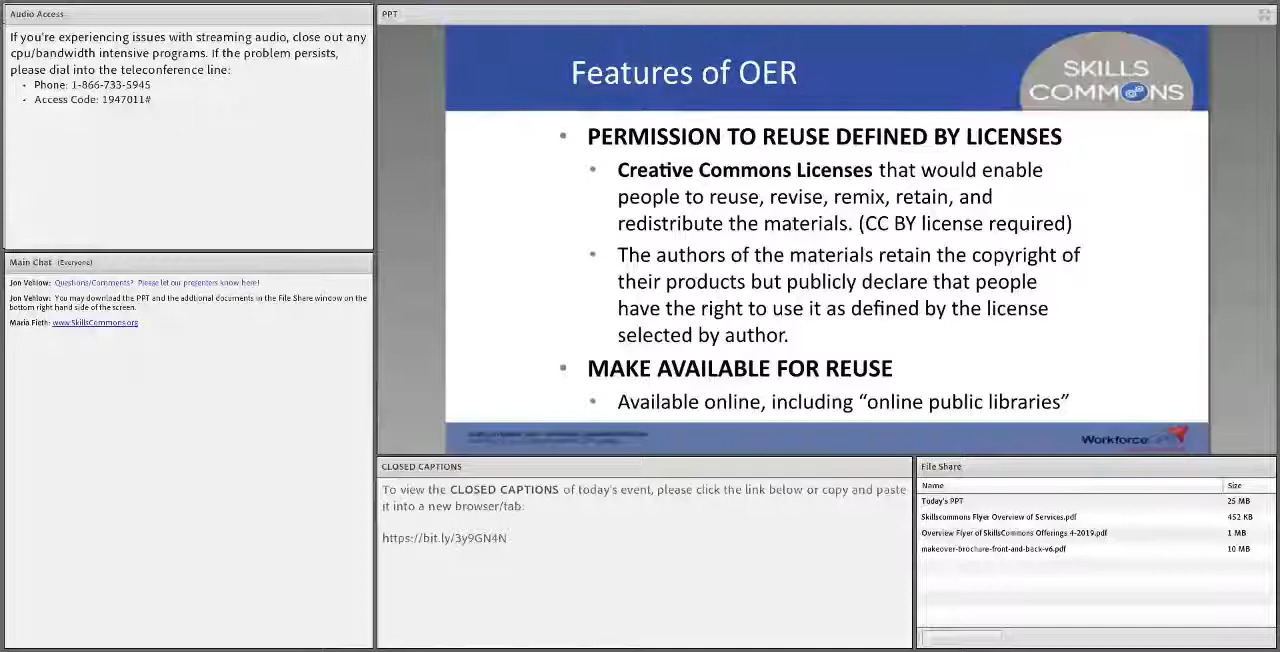 Audio Access
If you're experiencing issues with streaming audio, close out any
cpu/bandwidth intensive programs. If the problem persists,
please dial into the teleconference line:
• Phone: 1-866-733-5945
• Access Code: 1947011#
Main Chat (Everyone)
Jon Vehlow: Questions/Comments? Please let our presenters know here!
Jon Vehlow: You may download the PPT and the addtional documents in the File Share window on the
bottom right hand side of the screen.
Maria Fieth: www.SkillsCommons.org
PPT
Features of OER
SKILLS
COMMONS
• PERMISSION TO REUSE DEFINED BY LICENSES
• Creative Commons Licenses that would enable
people to reuse, revise, remix, retain, and
redistribute the materials. (CC BY license required)
• The authors of the materials retain the copyright of
their products but publicly declare that people
have the right to use it as defined by the license
selected by author.
• MAKE AVAILABLE FOR REUSE
• Available online, including “online public libraries”
Workforce
CLOSED CAPTIONS
To view the CLOSED CAPTIONS of today's event, please click the link below or copy and paste
it into a new browser/tab:
https://bit.ly/3y9GN4N
File Share
Name Size
Today's PPT 25 MB
Skillscommons Flyer Overview of Services.pdf 452 KB
Overview Flyer of SkillsCommons Offerings 4-2019.pdf 1 MB
makeover-brochure-front-and-back-v6.pdf 10 MB